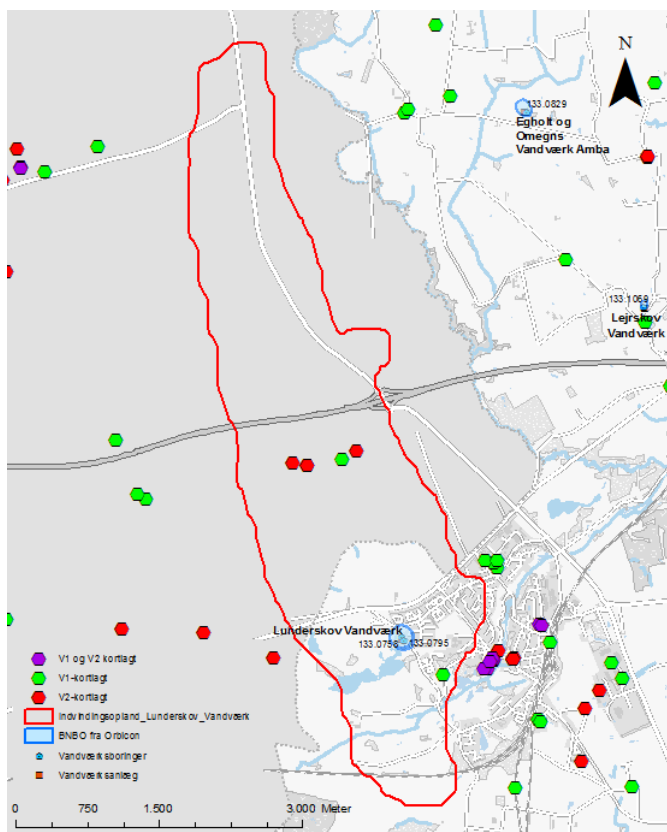 N
133.0829
Egholt og
Omegns
Vandværk Amba
133.1069
Lejrskov
Vandværk
Lunderskov Vandværk
133.0756 - 133.0795
V1 og V2 kortlagt
V1-kortlagt
V2-kortlagt
Indvindingsopland_Lunderskov_Vandværk
BNBO fra Orbicon
Vandværksboringer
Vandværksanlæg
0 750 1.500 3.000 Meter